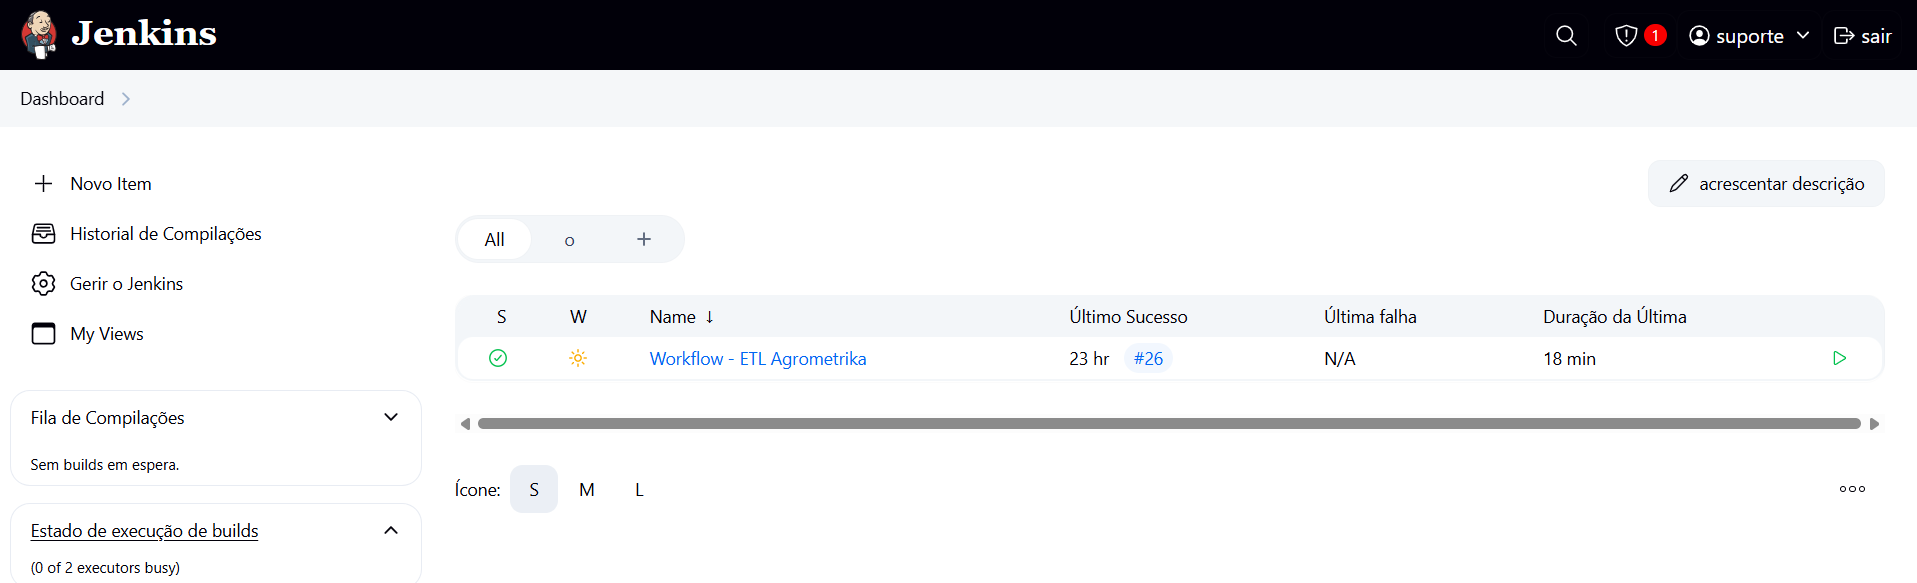 Jenkins
1
suporte
sair
Dashboard
Novo Item
Historial de Compilações
Gerir o Jenkins
My Views
Fila de Compilações
Sem builds em espera.
Estado de execução de builds
(0 of 2 executors busy)
acrescentar descrição
All o +
S W Name ↓ Último Sucesso Última falha Duração da Última
Workflow - ETL Agrometrika 23 hr #26 N/A 18 min
Ícone: S M L